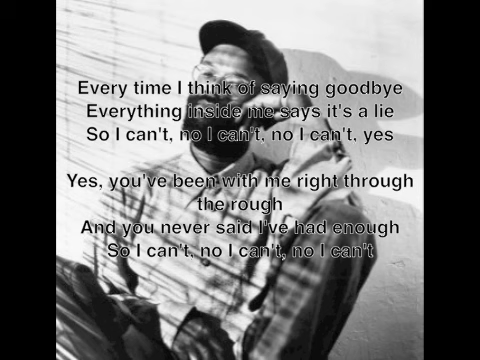 Every time I think of saying goodbye
Everything inside me says it's a lie
So I can't, no I can't, no I can't, yes
Yes, you've been with me right through
the rough
And you never said I've had enough
So I can't, no I can't, no I can't